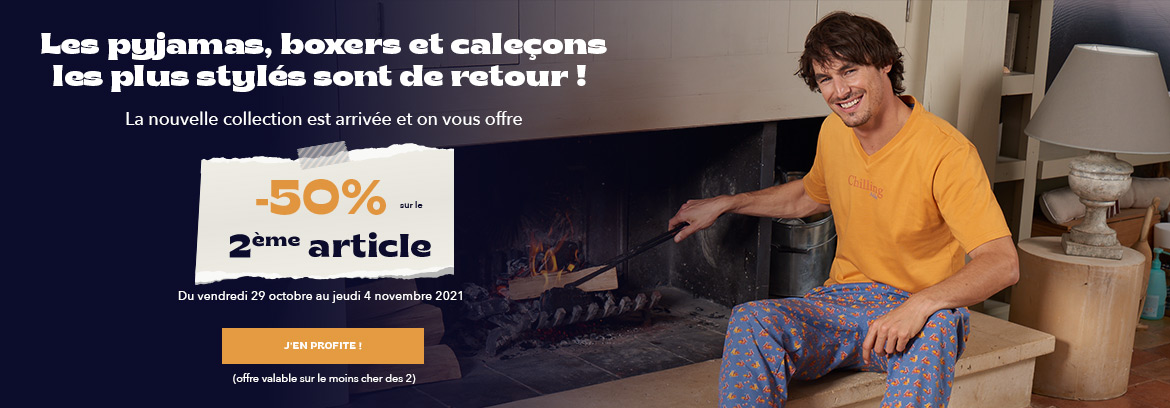 Les pyjamas, boxers et caleçons
les plus stylés sont de retour !
La nouvelle collection est arrivée et on vous offre
-50% sur le
2ème article
Du vendredi 29 octobre au jeudi 4 novembre 2021
J'EN PROFITE !
(offre valable sur le moins cher des 2)
Chilling